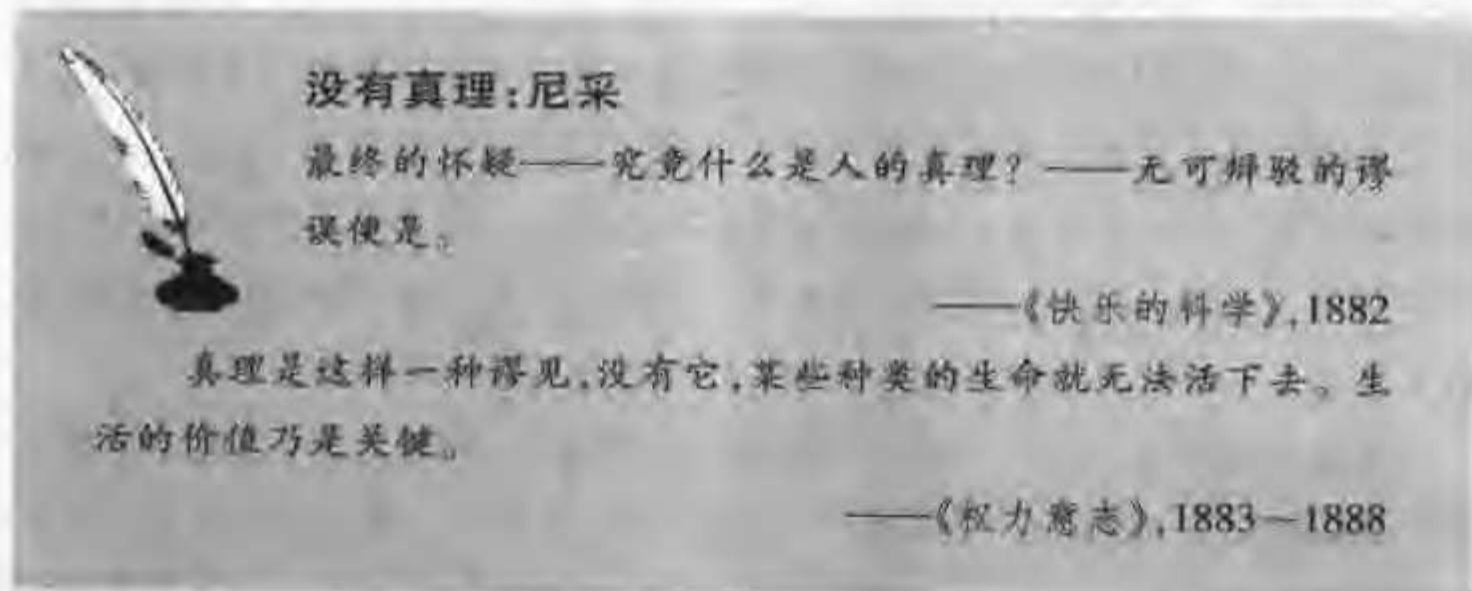 没有真理:尼采
最终的怀疑——究竟什么是人的真理?——无可辩驳的谬
误便是。
——《快乐的科学》,1882
真理是这样一种谬见,没有它,某些种类的生命就无法活下去。生
活的价值乃是关键。
——《权力意志》,1883—1888